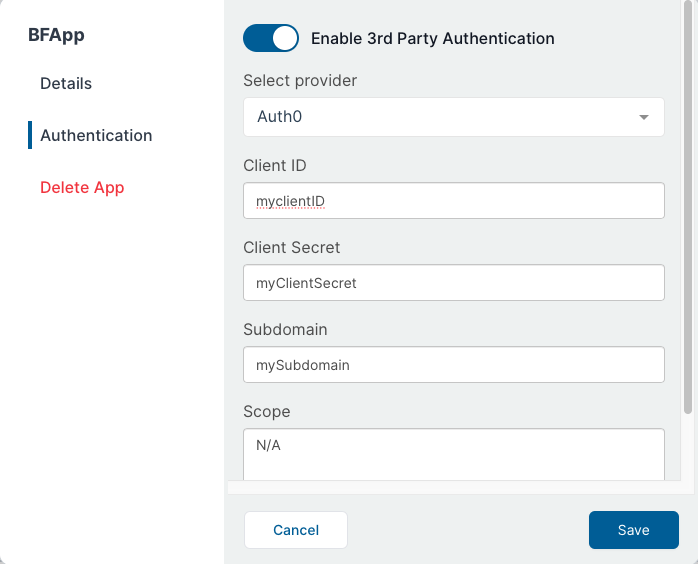 BFApp
Details
Authentication
Delete App
Enable 3rd Party Authentication
Select provider
Auth0
Client ID
myclientID
Client Secret
myClientSecret
Subdomain
mySubdomain
Scope
N/A
Cancel
Save